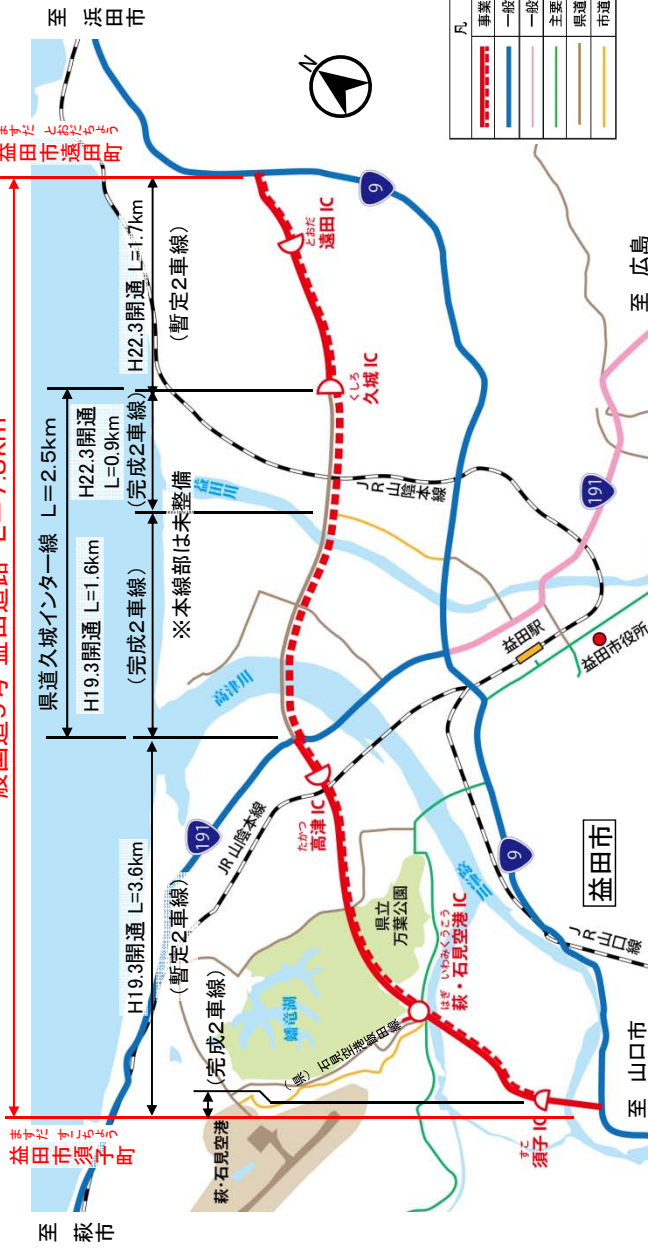 至 萩市
至 浜田市
ますだ すこちょう
益田市須子町
ますだ とおだちょう
益田市遠田町
H19.3開通 L=3.6km
(暫定2車線)
(完成2車線)
県道久城インター線 L=2.5km
H19.3開通 L=1.6km
(完成2車線)
H22.3開通
L=0.9km
(完成2車線)
※本線部は未整備
H22.3開通 L=1.7km
(暫定2車線)
N
萩・石見空港
蟠竜湖
県立
万葉公園
(県)石見空港飯田線
すこ
須子IC
はぎ いわみくうこう
萩・石見空港IC
たかつ
高津IC
くしろ
久城IC
とおだ
遠田IC
191
JR山陰本線
高津川
益田川
JR山陰本線
9
191
益田駅
益田市役所
高津川
9
JR山口線
益田市
至 山口市
至 広島
凡
事業
一般
一般
主要
県道
市道